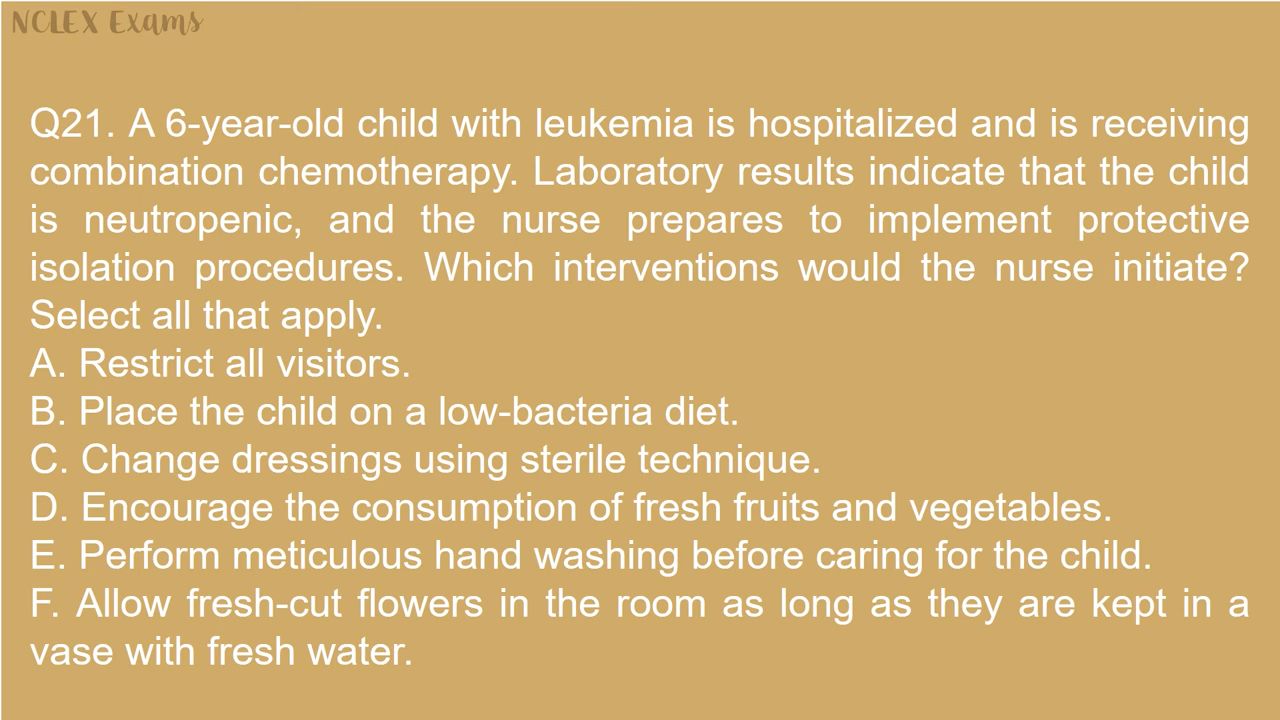 NCLEX Exams
Q21. A 6-year-old child with leukemia is hospitalized and is receiving
combination chemotherapy. Laboratory results indicate that the child
is neutropenic, and the nurse prepares to implement protective
isolation procedures. Which interventions would the nurse initiate?
Select all that apply.
A. Restrict all visitors.
B. Place the child on a low-bacteria diet.
C. Change dressings using sterile technique.
D. Encourage the consumption of fresh fruits and vegetables.
E. Perform meticulous hand washing before caring for the child.
F. Allow fresh-cut flowers in the room as long as they are kept in a
vase with fresh water.